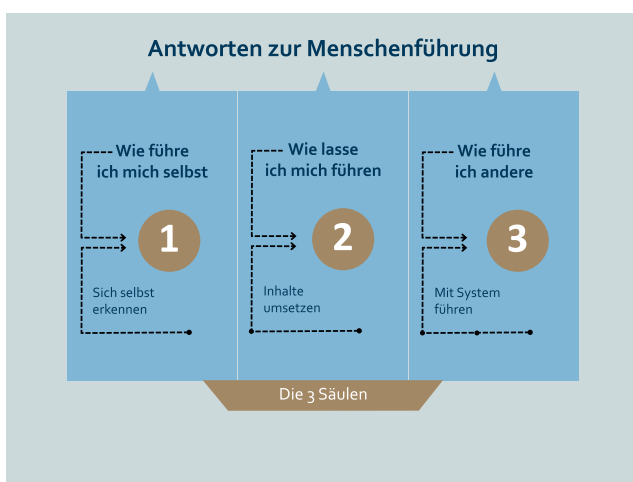 Antworten zur Menschenführung
Wie führe
ich mich selbst
1
Sich selbst
erkennen
Wie lasse
ich mich führen
2
Inhalte
umsetzen
Wie führe
ich andere
3
Mit System
führen
Die 3 Säulen